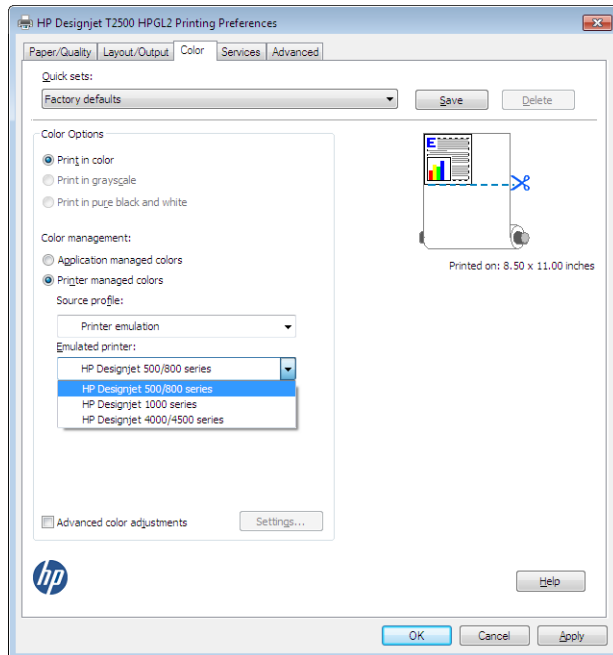 HP Designjet T2500 HPGL2 Printing Preferences
Paper/Quality Layout/Output Color Services Advanced
Quick sets:
Factory defaults
Save
Delete
Color Options
Print in color
Print in grayscale
Print in pure black and white
Color management:
Application managed colors
Printer managed colors
Source profile:
Printer emulation
Emulated printer:
HP Designjet 500/800 series
HP Designjet 500/800 series
HP Designjet 1000 series
HP Designjet 4000/4500 series
Advanced color adjustments
Settings...
E
Printed on: 8.50 x 11.00 inches
hp
Help
OK
Cancel
Apply